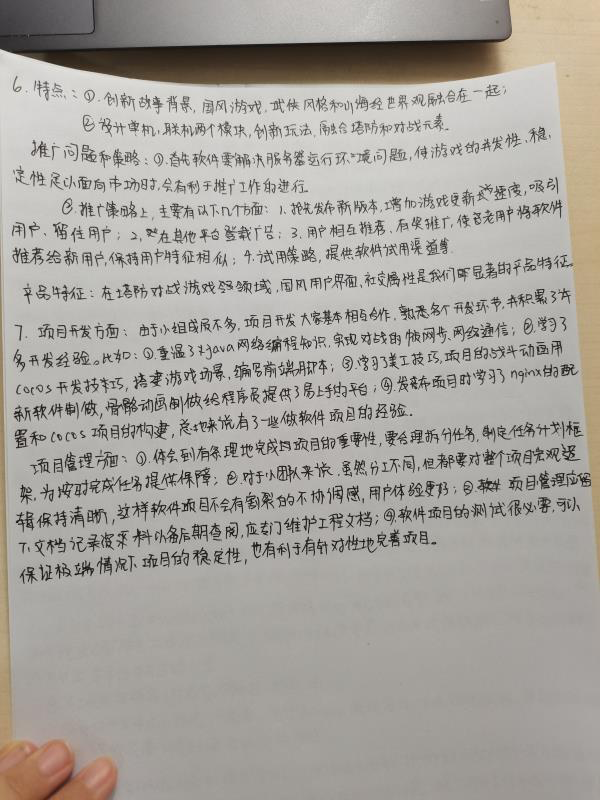 6. 特点：①. 创新故事背景，国风游戏，武侠风格和山海经世界观融合在一起；
② 设计单机、联机两个模块，创新玩法，融合塔防和对战元素。
推广问题和策略：①. 首先软件要解决服务器运行环境问题，使游戏的并发性、稳
定性足以面向市场时，会有利于推广工作的进行。
②. 推广策略上，主要有以下几个方面：1. 抢先发布新版本，增加游戏更新速度，吸引
用户、留住用户；2. 在其他平台登载广告；3. 用户相互推荐、有奖推广，使老用户将软件
推荐给新用户，保持用户特征相似；4. 试用策略，提供软件试用渠道等.
产品特征：在塔防对战游戏领域，国风用户界面，社交属性是我们明显着的产品特征。
7. 项目开发方面：由于小组成员不多，项目开发大家基本相互合作，熟悉各个开发环节，并积累了许
多开发经验。比如：①. 重温了对java网络编程知识，实现对战的帧同步、网络通信；②. 学习了
cocos开发技巧，搭建游戏场景，编写前端脚本；③. 学习了美工技巧，项目的战斗动画用
新软件制做，骨骼动画制做给程序员提供了易上手的平台；④. 发布项目时学习了nginx的配
置和cocos项目的构建，总地来说有了一些做软件项目的经验。
项目管理方面：①. 体会到有条理地完成项目的重要性，要合理拆分任务，制定任务计划框
架，为按时完成任务提供保障；②. 对于小团队来说，虽然分工不同，但都要对整个项目宏观逻
辑保持清晰，这样软件项目不会有割裂的不协调感，用户体验更好；③. 项目管理应留
下文档记录资料以备后期查阅，应专门维护工程文档；④. 软件项目的测试很必要，可以
保证极端情况下项目的稳定性，也有利于有针对性地完善项目。